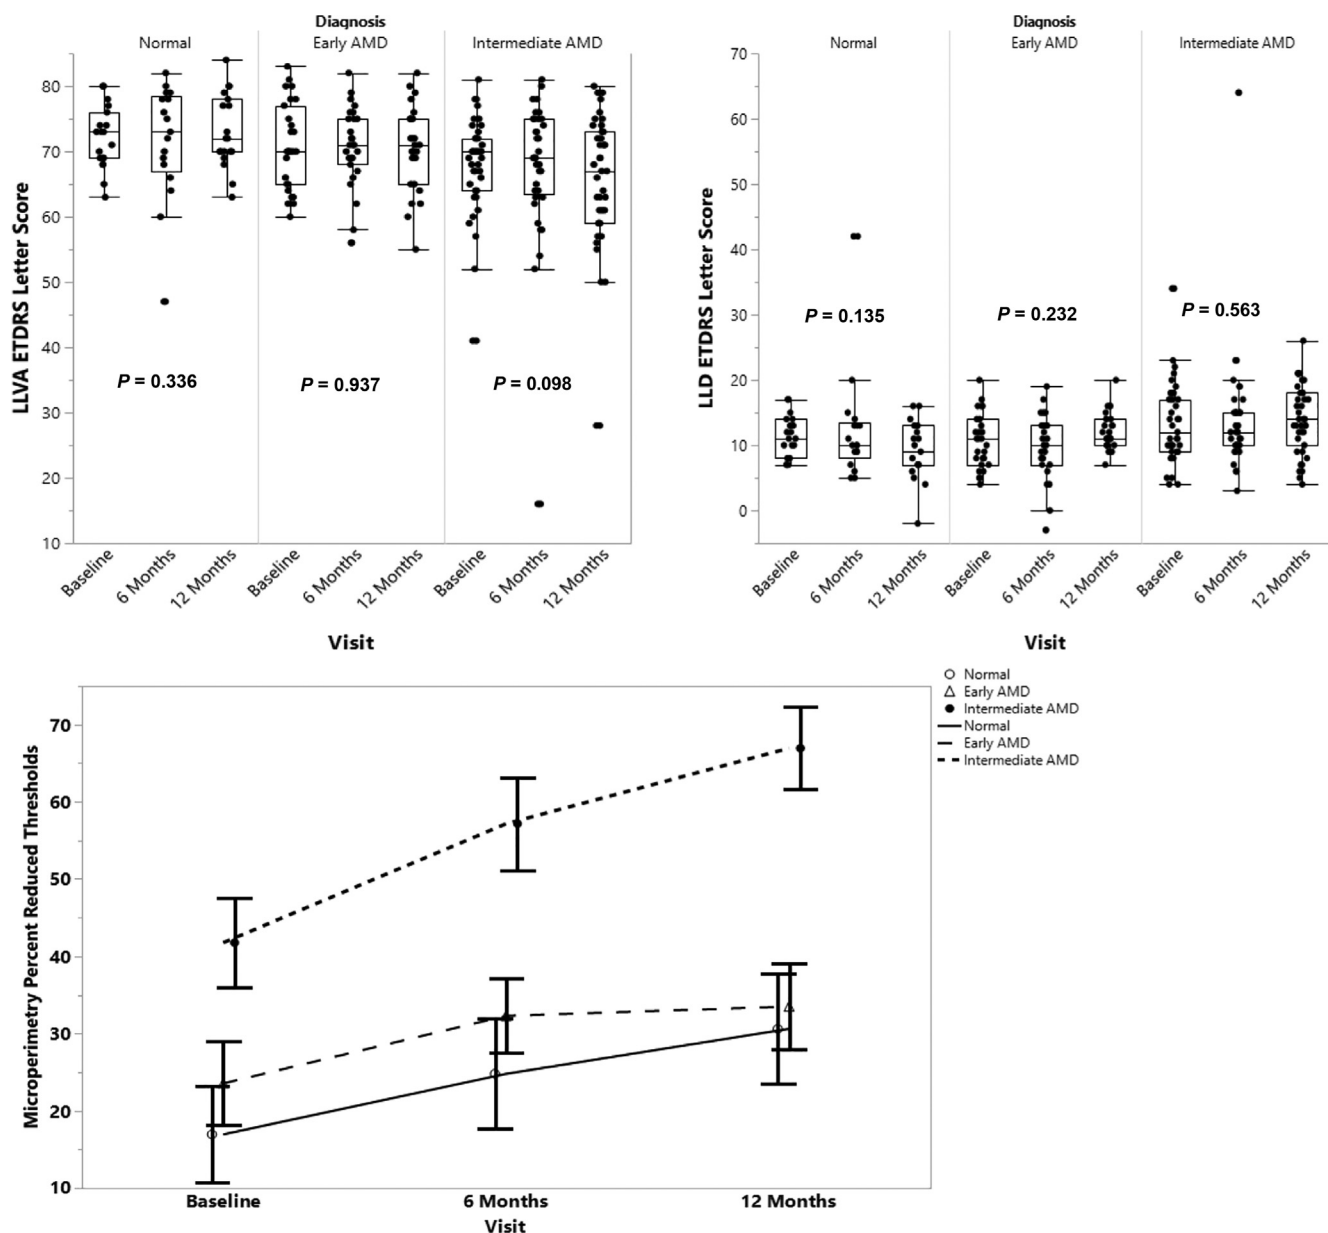 Diagnosis
Normal Early AMD Intermediate AMD
80
70
60
50
40
30
20
10
LLVA ETDRS Letter Score
P = 0.336 P = 0.937 P = 0.098
Baseline 6 Months 12 Months Baseline 6 Months 12 Months Baseline 6 Months 12 Months
Visit
Diagnosis
Normal Early AMD Intermediate AMD
70
60
50
40
30
20
10
0
LLD ETDRS Letter Score
P = 0.135 P = 0.232 P = 0.563
Baseline 6 Months 12 Months Baseline 6 Months 12 Months Baseline 6 Months 12 Months
Visit
70
60
50
40
30
20
10
Microperimetry Percent Reduced Thresholds
Baseline 6 Months 12 Months
Visit
Normal
Early AMD
Intermediate AMD
Normal
Early AMD
Intermediate AMD